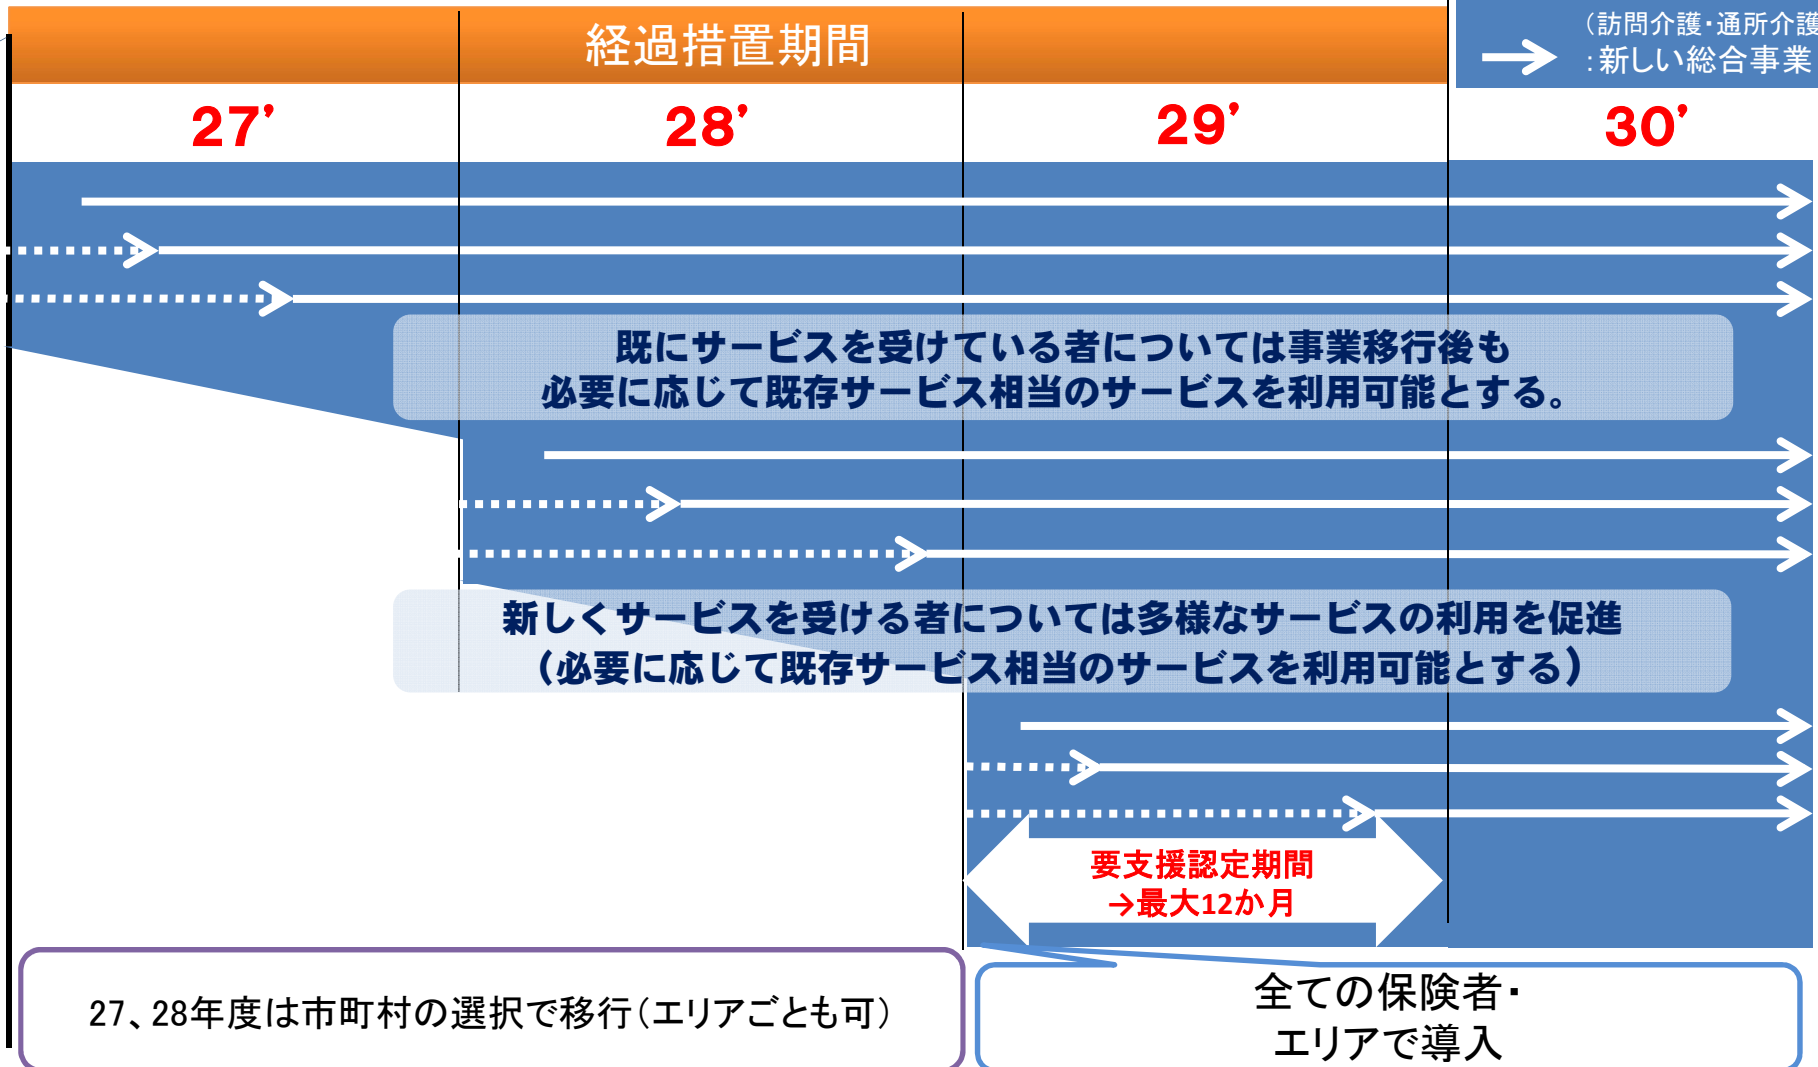 経過措置期間
(訪問介護・通所介護
:新しい総合事業
27’
28’
29’
30’
既にサービスを受けている者については事業移行後も
必要に応じて既存サービス相当のサービスを利用可能とする。
新しくサービスを受ける者については多様なサービスの利用を促進
(必要に応じて既存サービス相当のサービスを利用可能とする)
要支援認定期間
→最大12か月
27、28年度は市町村の選択で移行(エリアごとも可)
全ての保険者・
エリアで導入